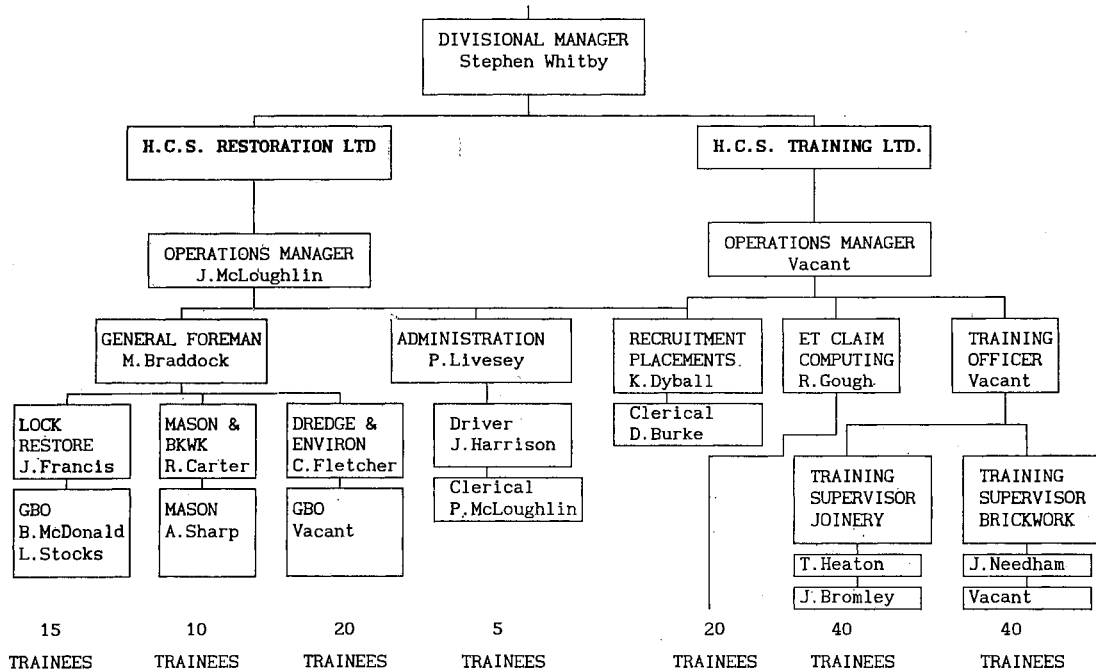 DIVISIONAL MANAGER
Stephen Whitby
H.C.S. RESTORATION LTD
H.C.S. TRAINING LTD.
OPERATIONS MANAGER
J.McLoughlin
OPERATIONS MANAGER
Vacant
GENERAL FOREMAN
M.Braddock
ADMINISTRATION
P.Livesey
RECRUITMENT
PLACEMENTS.
K.Dyball
ET CLAIM
COMPUTING
R.Gough
TRAINING
OFFICER
Vacant
LOCK
RESTORE
J.Francis
MASON &
BKWK
R.Carter
DREDGE &
ENVIRON
C.Fletcher
Driver
J.Harrison
Clerical
D.Burke
GBO
B.McDonald
L.Stocks
MASON
A.Sharp
GBO
Vacant
Clerical
P.McLoughlin
TRAINING
SUPERVISOR
JOINERY
TRAINING
SUPERVISOR
BRICKWORK
T.Heaton
J.Needham
J.Bromley
Vacant
15
TRAINEES
10
TRAINEES
20
TRAINEES
5
TRAINEES
20
TRAINEES
40
TRAINEES
40
TRAINEES